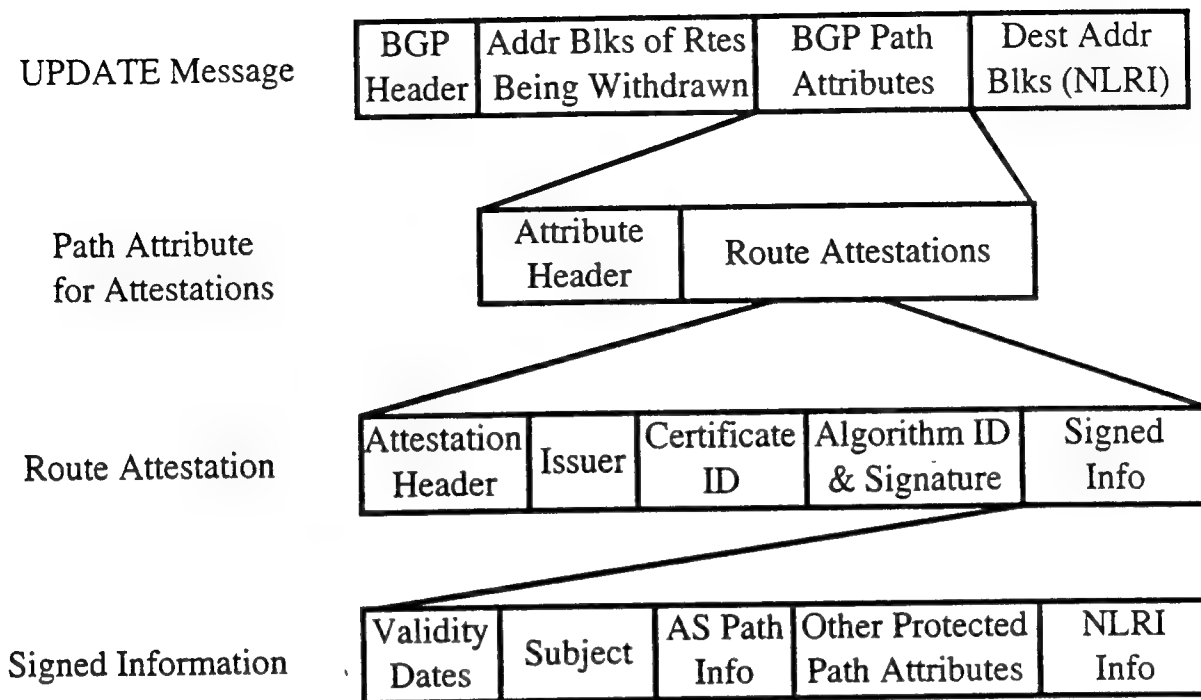 UPDATE Message
BGP
Header
Addr Blks of Rtes
Being Withdrawn
BGP Path
Attributes
Dest Addr
Blks (NLRI)
Path Attribute
for Attestations
Attribute
Header
Route Attestations
Route Attestation
Attestation
Header
Issuer
Certificate
ID
Algorithm ID
& Signature
Signed
Info
Signed Information
Validity
Dates
Subject
AS Path
Info
Other Protected
Path Attributes
NLRI
Info